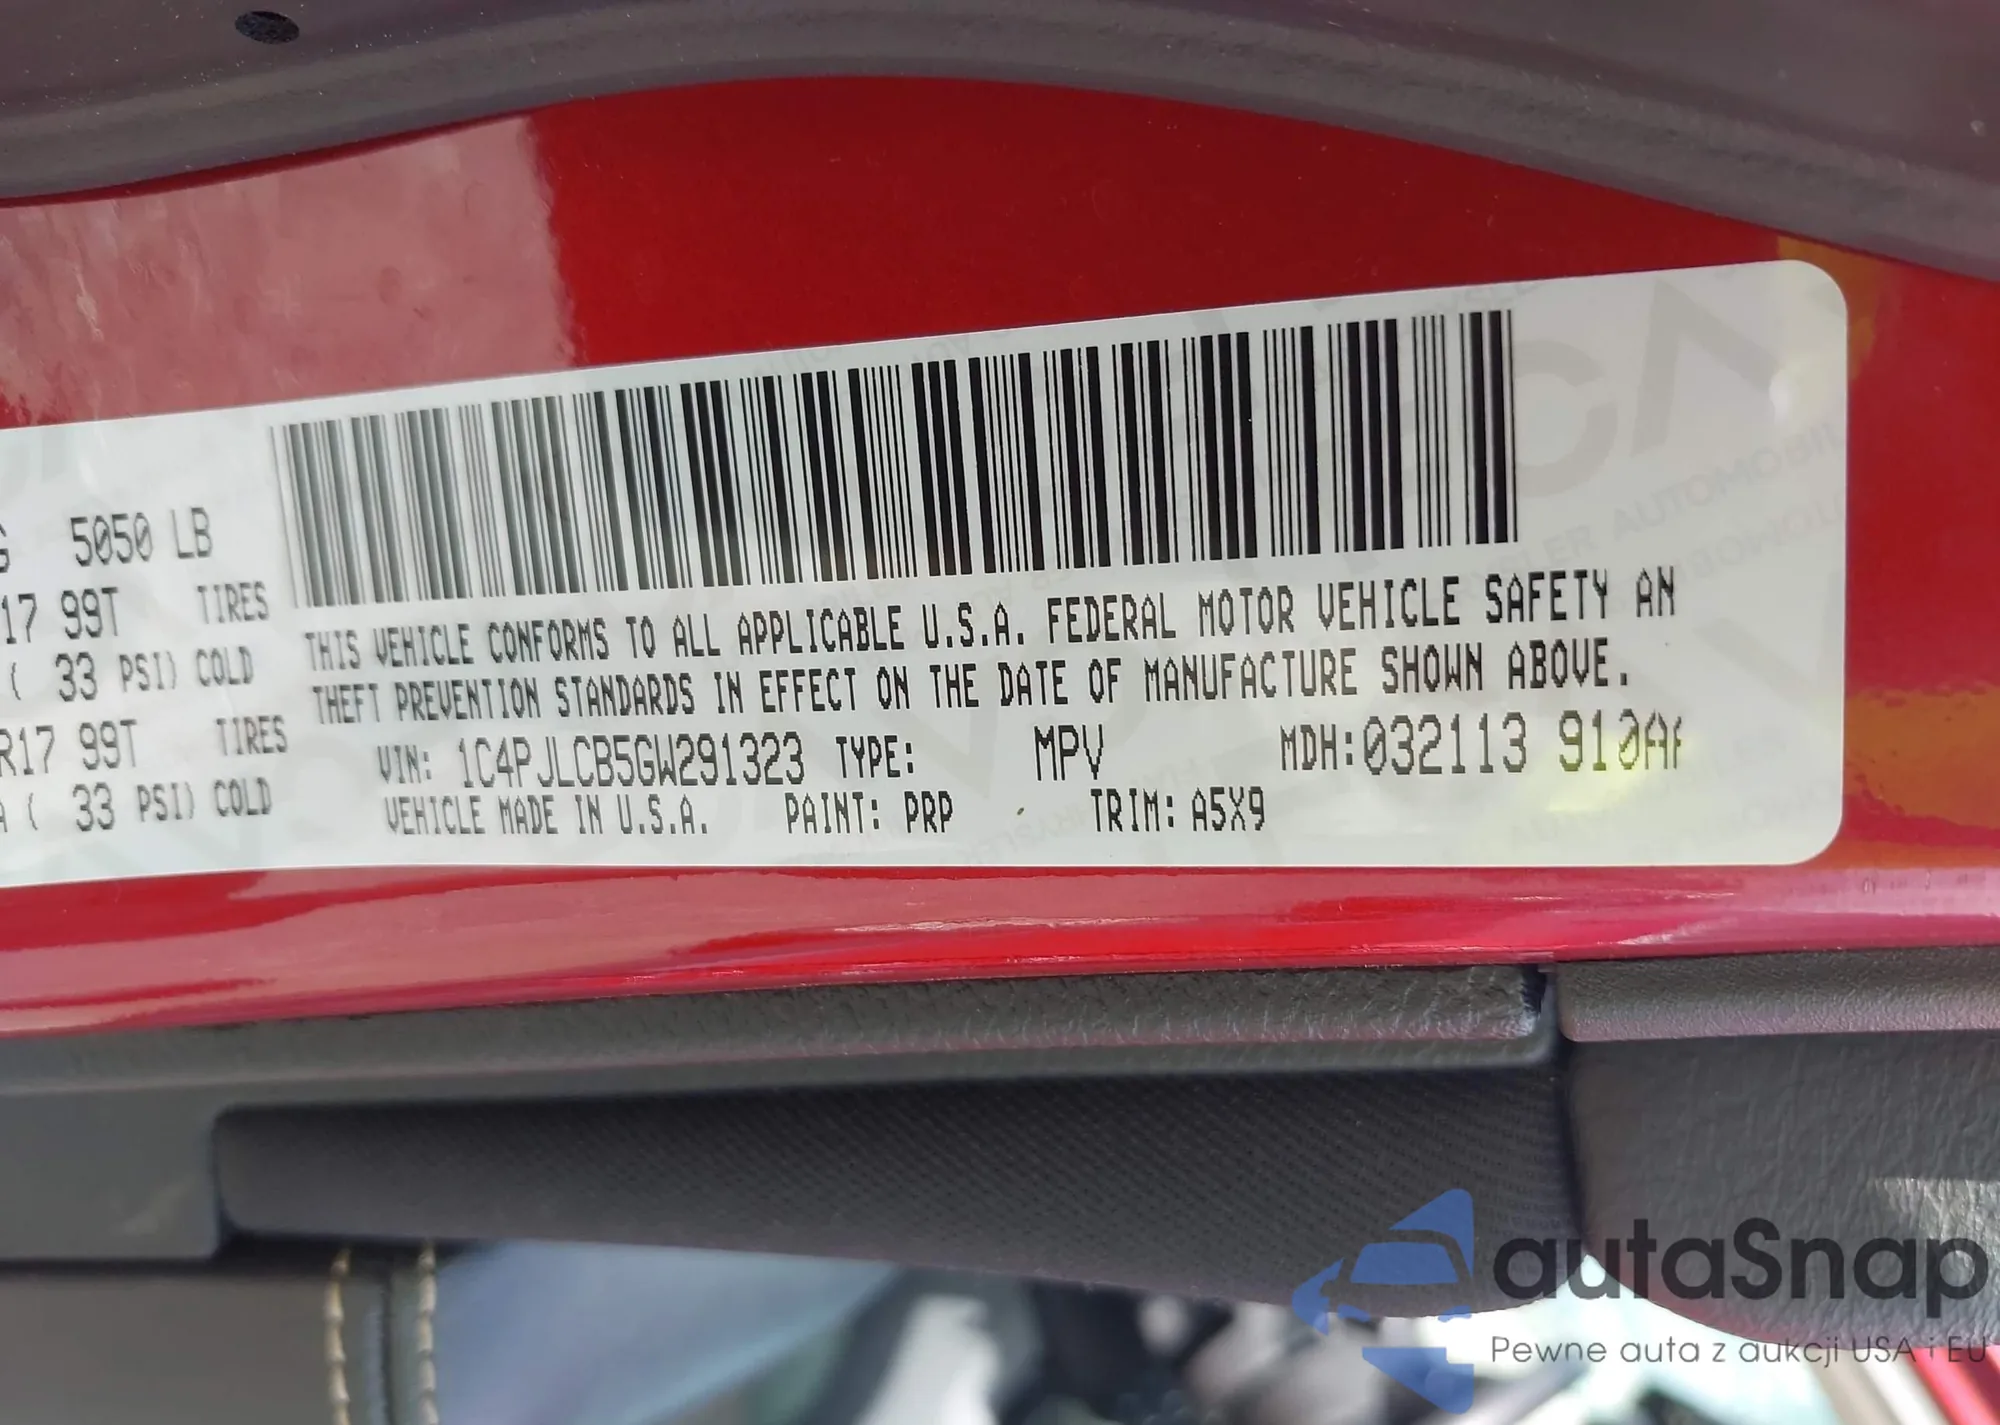 5050 LB
17 99T TIRES
( 33 PSI) COLD
R17 99T TIRES
( 33 PSI) COLD
THIS VEHICLE CONFORMS TO ALL APPLICABLE U.S.A. FEDERAL MOTOR VEHICLE SAFETY AN
THEFT PREVENTION STANDARDS IN EFFECT ON THE DATE OF MANUFACTURE SHOWN ABOVE.
VIN: 1C4PJLCB5GW291323 TYPE: MPV MDH:032113 910A
VEHICLE MADE IN U.S.A. PAINT: PRP TRIM: A5X9
autaSnap
Pewne auta z aukcji USA i EU